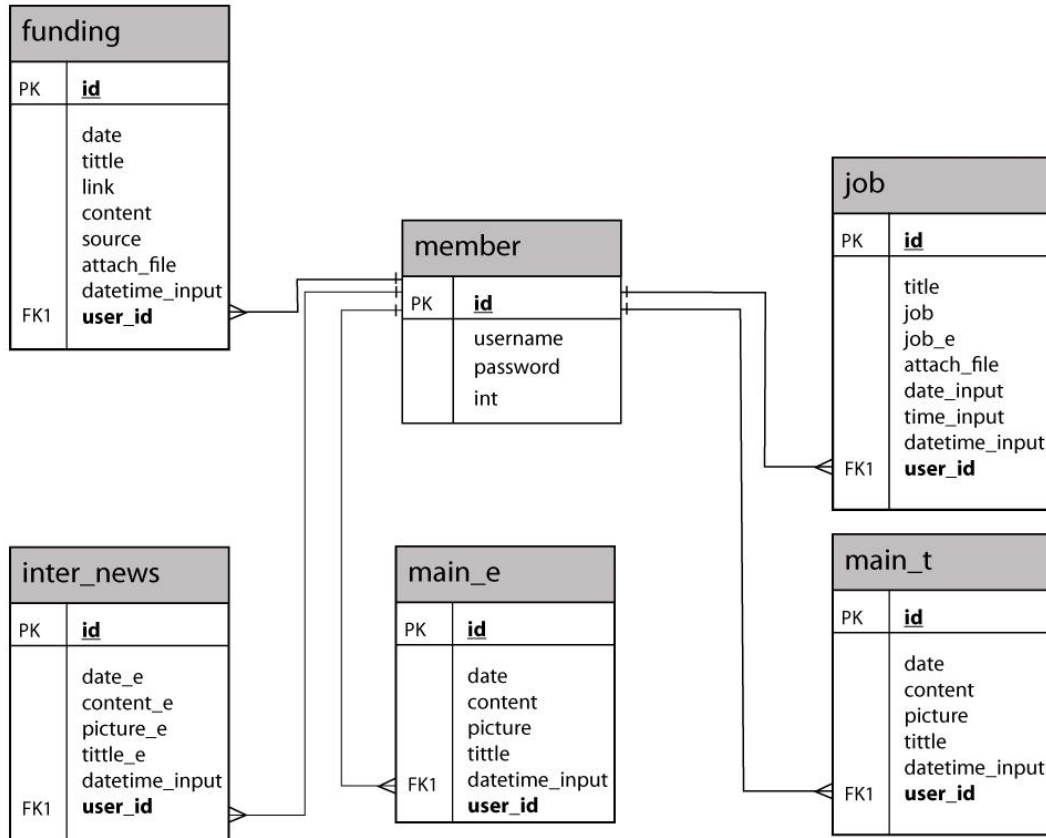 funding
PK id
date
tittle
link
content
source
attach_file
datetime_input
FK1 user_id
member
PK id
username
password
int
job
PK id
title
job
job_e
attach_file
date_input
time_input
datetime_input
FK1 user_id
inter_news
PK id
date_e
content_e
picture_e
tittle_e
datetime_input
FK1 user_id
main_e
PK id
date
content
picture
tittle
datetime_input
FK1 user_id
main_t
PK id
date
content
picture
tittle
datetime_input
FK1 user_id